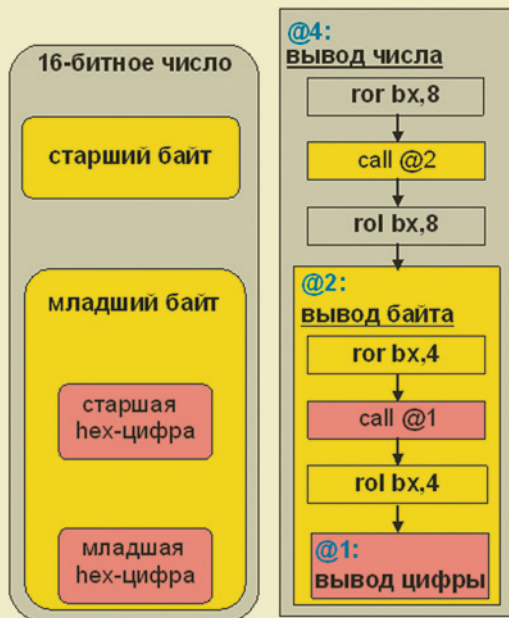 16-битное число
старший байт
младший байт
старшая
hex-цифра
младшая
hex-цифра
@4:
вывод числа
ror bx,8
call @2
rol bx,8
@2:
вывод байта
ror bx,4
call @1
rol bx,4
@1:
вывод цифры